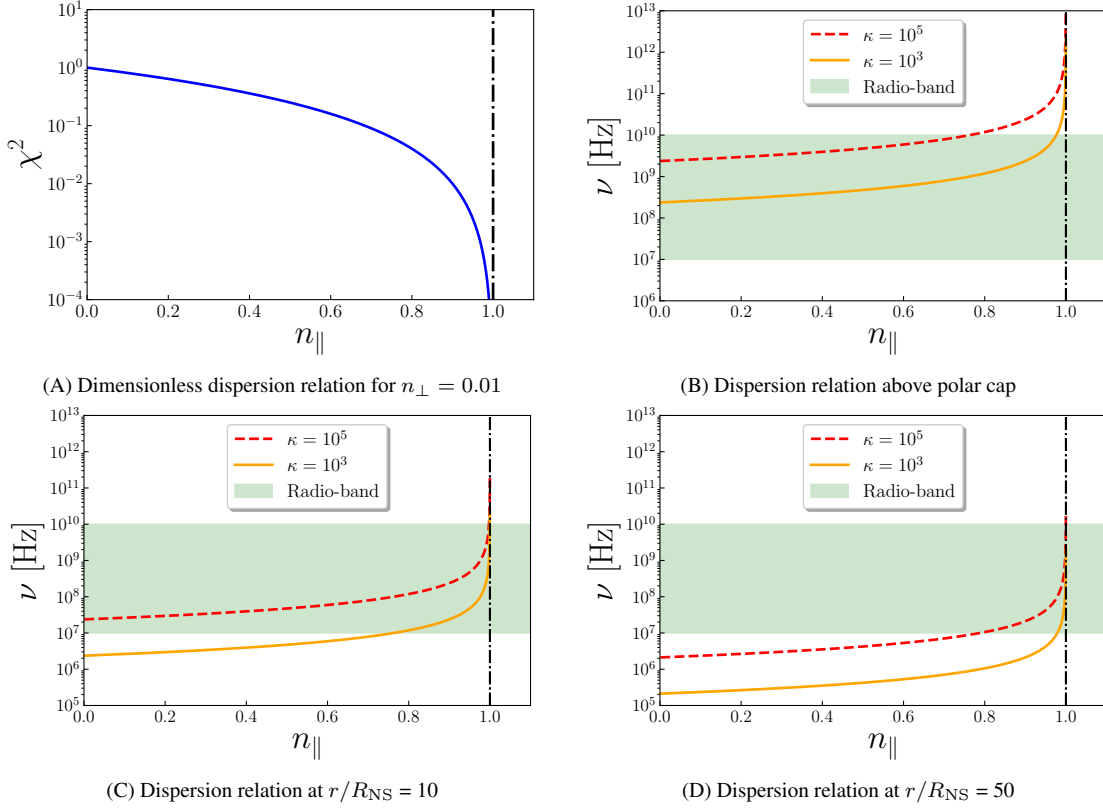 10^1
10^0
10^{-1}
10^{-2}
10^{-3}
10^{-4}
χ^2
0.0 0.2 0.4 0.6 0.8 1.0
n_∥
(A) Dimensionless dispersion relation for n_⊥ = 0.01
10^{13}
10^{12}
10^{11}
10^{10}
10^9
10^8
10^7
10^6
ν [Hz]
κ = 10^5
κ = 10^3
Radio-band
0.0 0.2 0.4 0.6 0.8 1.0
n_∥
(B) Dispersion relation above polar cap
10^{13}
10^{12}
10^{11}
10^{10}
10^9
10^8
10^7
10^6
10^5
ν [Hz]
κ = 10^5
κ = 10^3
Radio-band
0.0 0.2 0.4 0.6 0.8 1.0
n_∥
(C) Dispersion relation at r/R_{NS} = 10
10^{13}
10^{12}
10^{11}
10^{10}
10^9
10^8
10^7
10^6
10^5
ν [Hz]
κ = 10^5
κ = 10^3
Radio-band
0.0 0.2 0.4 0.6 0.8 1.0
n_∥
(D) Dispersion relation at r/R_{NS} = 50